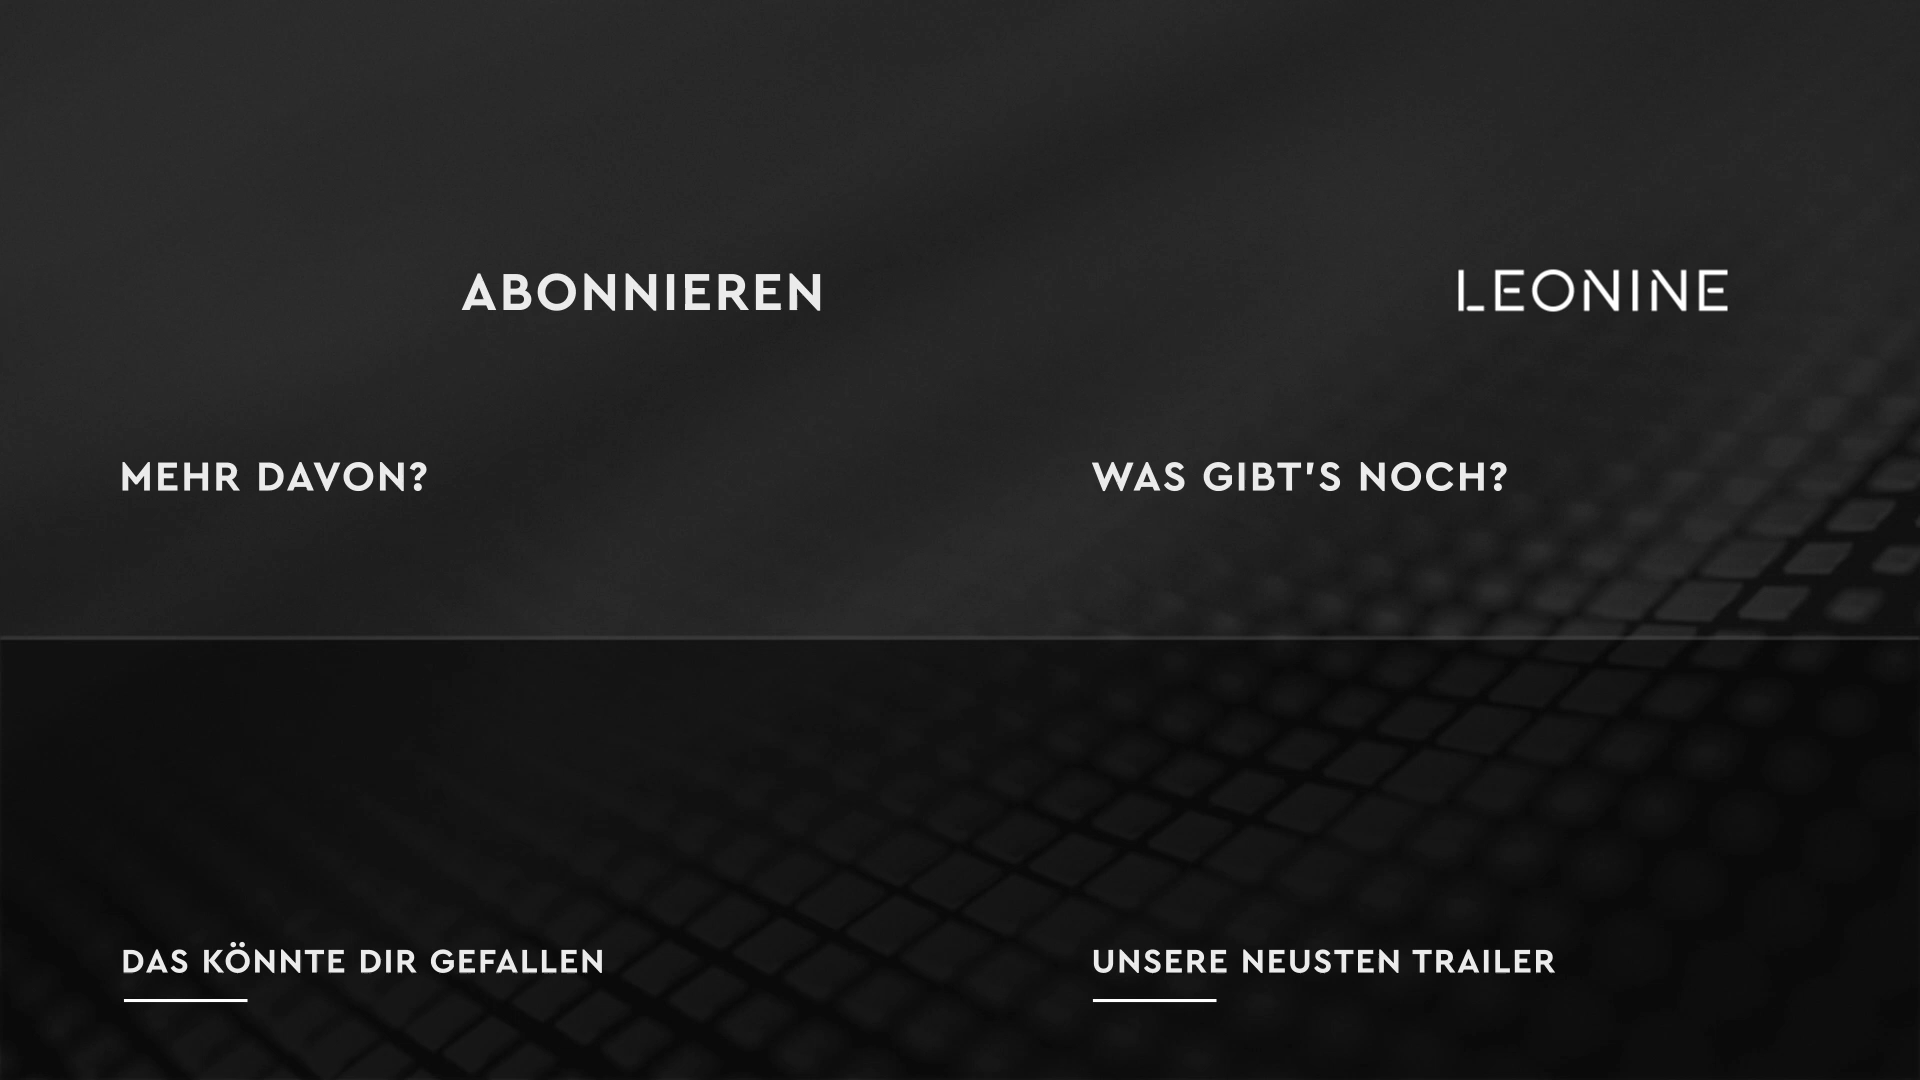 ABONNIEREN
LEONINE
MEHR DAVON?
WAS GIBT'S NOCH?
DAS KÖNNTE DIR GEFALLEN
UNSERE NEUSTEN TRAILER